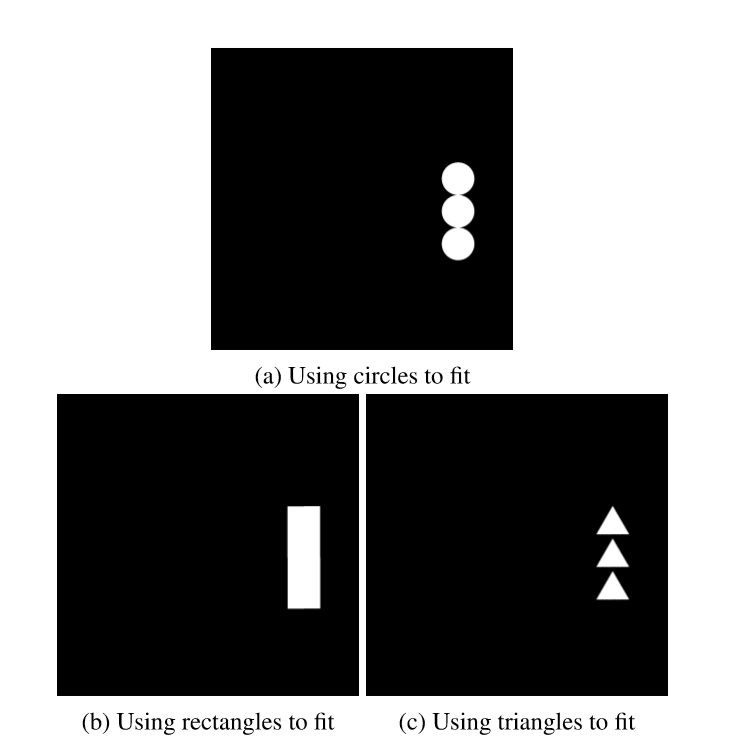 (a) Using circles to fit
(b) Using rectangles to fit
(c) Using triangles to fit